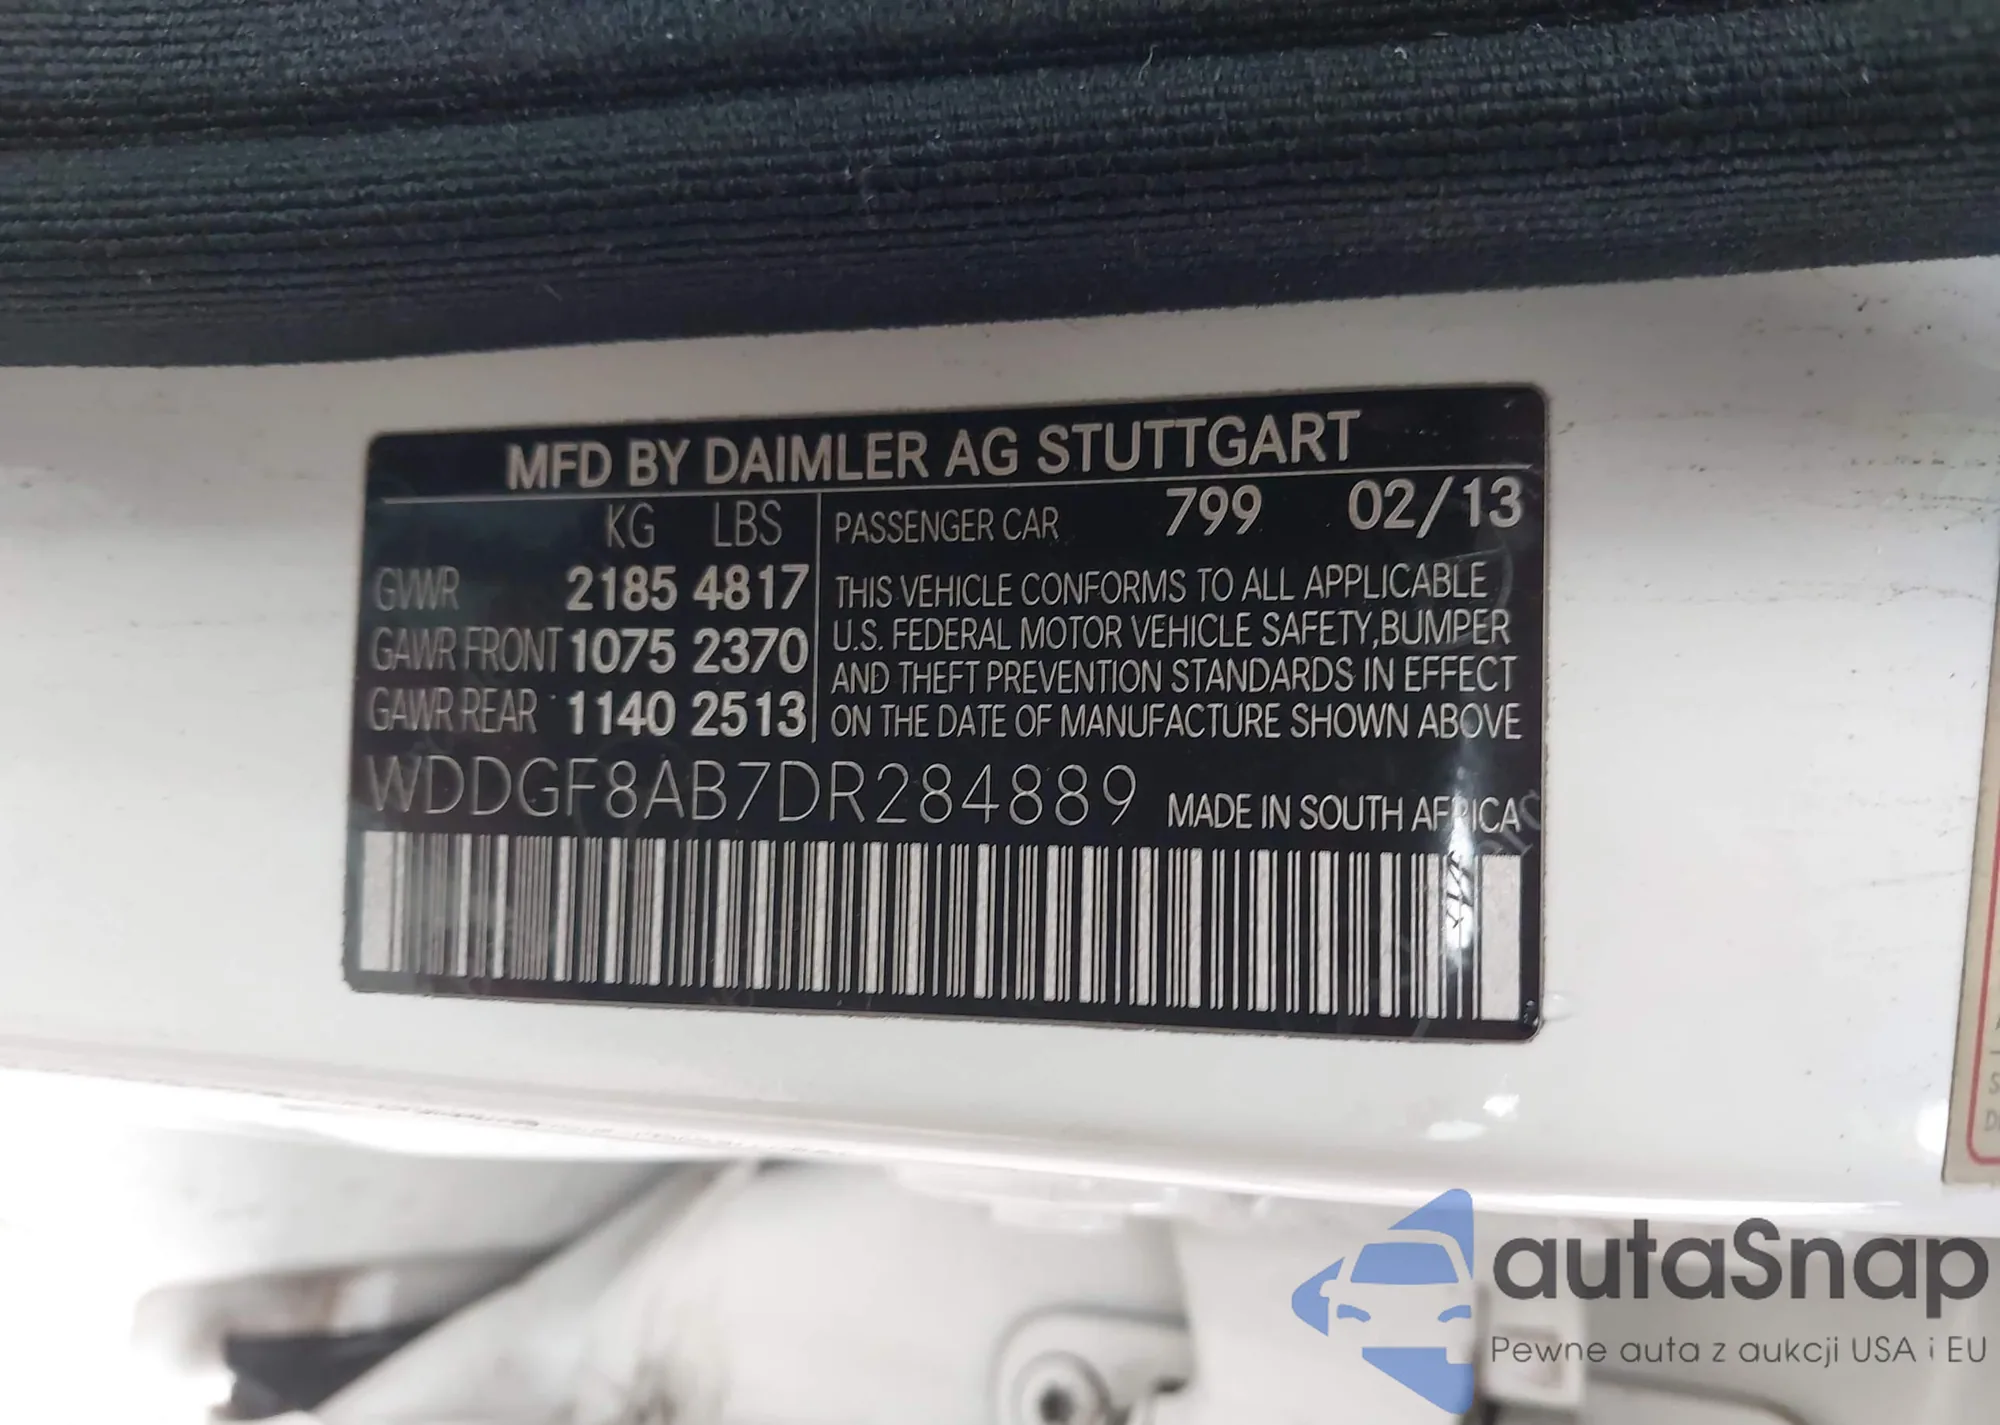 MFD BY DAIMLER AG STUTTGART
KG LBS
GVWR 2185 4817
GAWR FRONT 1075 2370
GAWR REAR 1140 2513
PASSENGER CAR 799 02/13
THIS VEHICLE CONFORMS TO ALL APPLICABLE
U.S. FEDERAL MOTOR VEHICLE SAFETY,BUMPER
AND THEFT PREVENTION STANDARDS IN EFFECT
ON THE DATE OF MANUFACTURE SHOWN ABOVE
WDDGF8AB7DR284889 MADE IN SOUTH AFRICA
autaSnap
Pewne auta z aukcji USA i EU